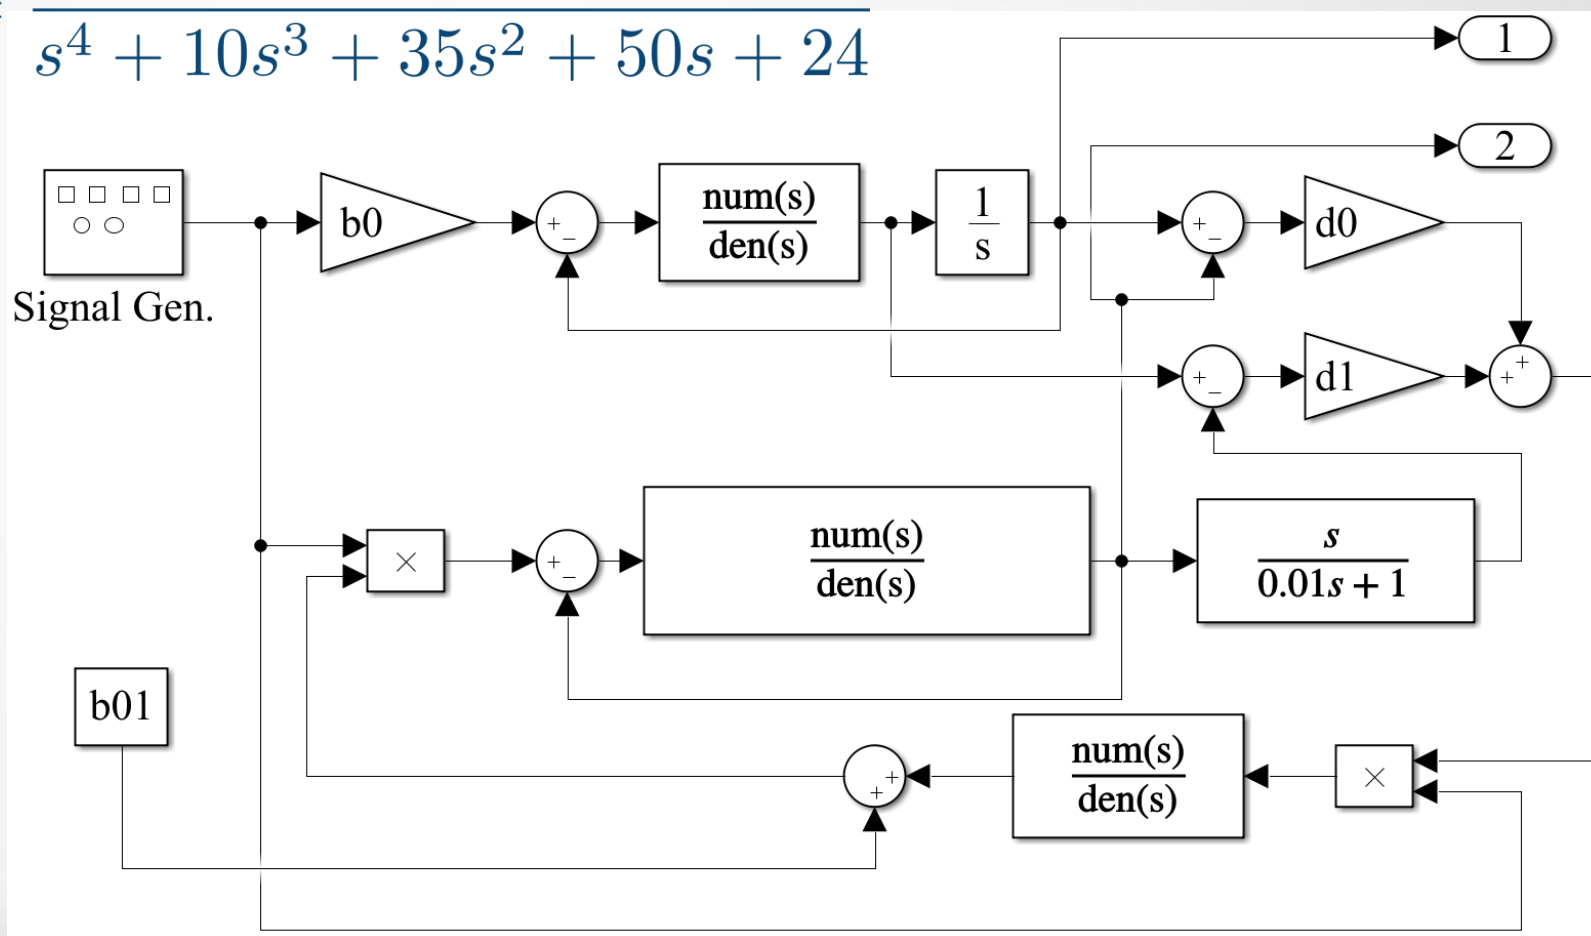 s⁴ + 10s³ + 35s² + 50s + 24
1
2
b0
+
−
num(s)
den(s)
1
s
+
−
d0
Signal Gen.
+
−
d1
+
+
×
+
−
num(s)
den(s)
s
0.01s + 1
b01
+
+
num(s)
den(s)
×